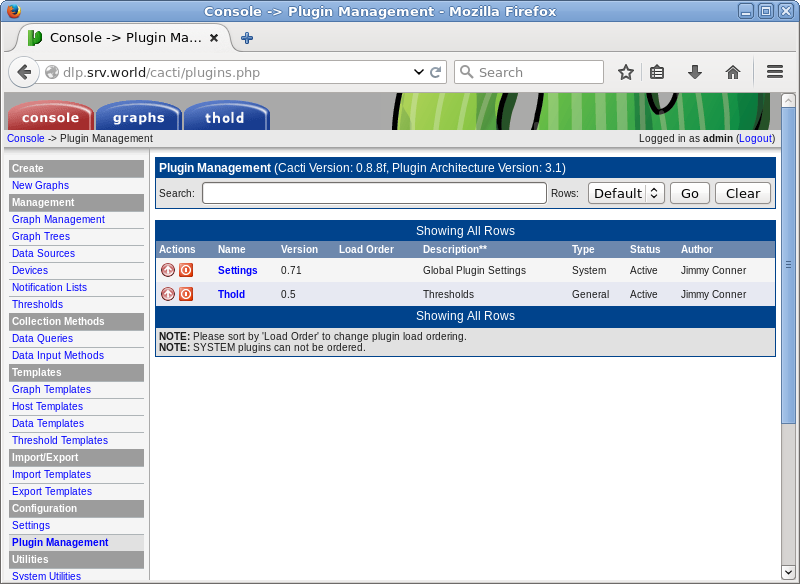 Console -> Plugin Management - Mozilla Firefox
Console -> Plugin Ma...
dlp.srv.world/cacti/plugins.php
Search
console
graphs
thold
Console -> Plugin Management
Logged in as admin (Logout)
Create
New Graphs
Management
Graph Management
Graph Trees
Data Sources
Devices
Notification Lists
Thresholds
Collection Methods
Data Queries
Data Input Methods
Templates
Graph Templates
Host Templates
Data Templates
Threshold Templates
Import/Export
Import Templates
Export Templates
Configuration
Settings
Plugin Management
Utilities
System Utilities
Plugin Management (Cacti Version: 0.8.8f, Plugin Architecture Version: 3.1)
Search: Rows: Default Go Clear
Showing All Rows
Actions Name Version Load Order Description** Type Status Author
Settings 0.71 Global Plugin Settings System Active Jimmy Conner
Thold 0.5 Thresholds General Active Jimmy Conner
Showing All Rows
NOTE: Please sort by 'Load Order' to change plugin load ordering.
NOTE: SYSTEM plugins can not be ordered.